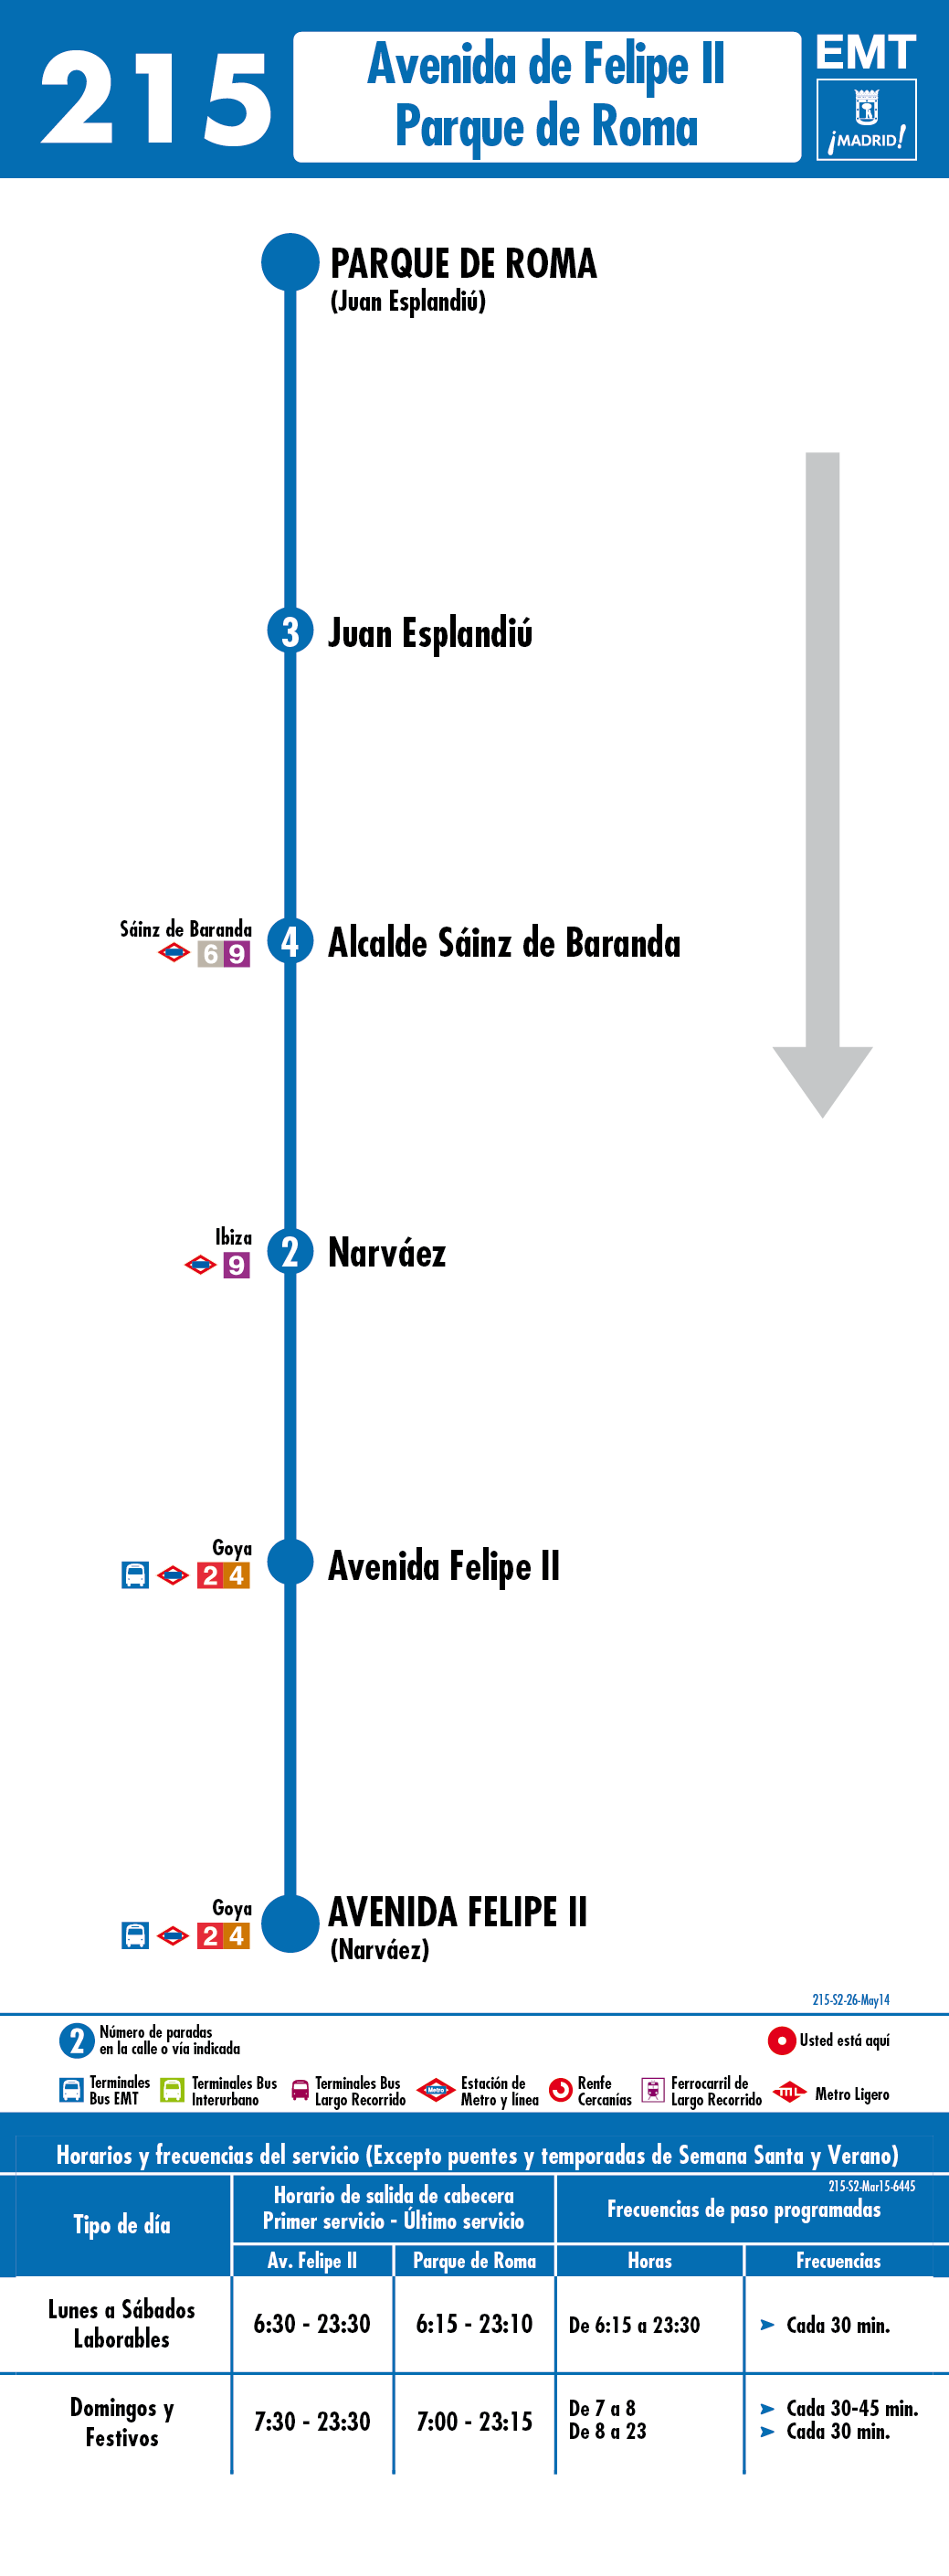 215
Avenida de Felipe II
Parque de Roma
EMT
¡MADRID!
PARQUE DE ROMA
(Juan Esplandiú)
3 Juan Esplandiú
Sáinz de Baranda
6 9
4 Alcalde Sáinz de Baranda
Ibiza
9
2 Narváez
Goya
2 4
Avenida Felipe II
Goya
2 4
AVENIDA FELIPE II
(Narváez)
215-S2-26-May14
2 Número de paradas
en la calle o vía indicada
Usted está aquí
Terminales
Bus EMT
Terminales Bus
Interurbano
Terminales Bus
Largo Recorrido
Metro
Estación de
Metro y línea
Renfe
Cercanías
Ferrocarril de
Largo Recorrido
mL Metro Ligero
Horarios y frecuencias del servicio (Excepto puentes y temporadas de Semana Santa y Verano)
215-S2-Mar15-6445
Tipo de día
Horario de salida de cabecera
Primer servicio - Último servicio
Frecuencias de paso programadas
Av. Felipe II Parque de Roma Horas Frecuencias
Lunes a Sábados
Laborables
6:30 - 23:30 6:15 - 23:10 De 6:15 a 23:30 ➤ Cada 30 min.
Domingos y
Festivos
7:30 - 23:30 7:00 - 23:15
De 7 a 8 ➤ Cada 30-45 min.
De 8 a 23 ➤ Cada 30 min.